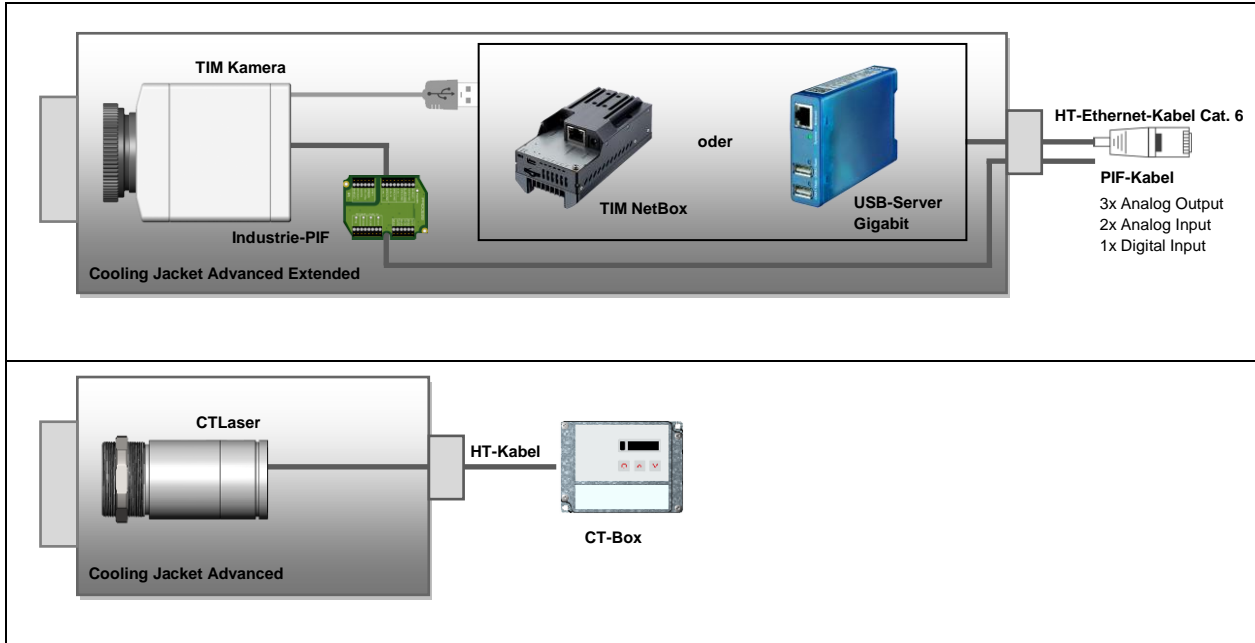 TIM Kamera
HT-Ethernet-Kabel Cat. 6
oder
PIF-Kabel
TIM NetBox
USB-Server
Gigabit
3x Analog Output
2x Analog Input
1x Digital Input
Industrie-PIF
Cooling Jacket Advanced Extended
CTLaser
HT-Kabel
CT-Box
Cooling Jacket Advanced